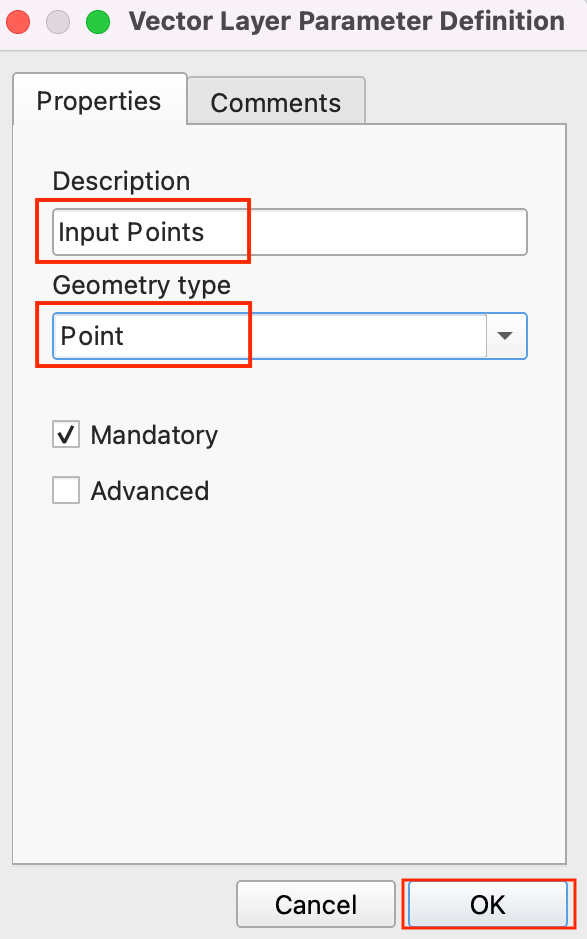 Vector Layer Parameter Definition
Properties
Comments
Description
Input Points
Geometry type
Point
Mandatory
Advanced
Cancel
OK